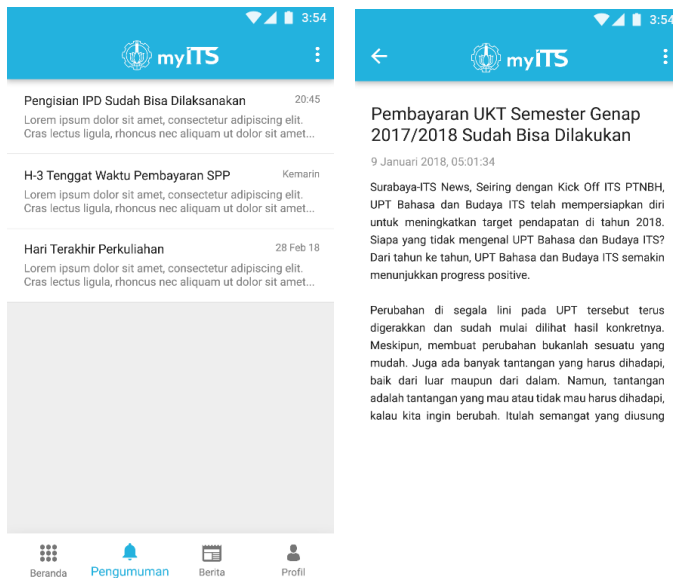 3:54
myITS
Pengisian IPD Sudah Bisa Dilaksanakan 20:45
Lorem ipsum dolor sit amet, consectetur adipiscing elit.
Cras lectus ligula, rhoncus nec aliquam ut dolor sit amet...
H-3 Tenggat Waktu Pembayaran SPP Kemarin
Lorem ipsum dolor sit amet, consectetur adipiscing elit.
Cras lectus ligula, rhoncus nec aliquam ut dolor sit amet...
Hari Terakhir Perkuliahan 28 Feb 18
Lorem ipsum dolor sit amet, consectetur adipiscing elit.
Cras lectus ligula, rhoncus nec aliquam ut dolor sit amet...
Beranda Pengumuman Berita Profil
3:54
myITS
Pembayaran UKT Semester Genap
2017/2018 Sudah Bisa Dilakukan
9 Januari 2018, 05:01:34
Surabaya-ITS News, Seiring dengan Kick Off ITS PTNBH,
UPT Bahasa dan Budaya ITS telah mempersiapkan diri
untuk meningkatkan target pendapatan di tahun 2018.
Siapa yang tidak mengenal UPT Bahasa dan Budaya ITS?
Dari tahun ke tahun, UPT Bahasa dan Budaya ITS semakin
menunjukkan progress positive.
Perubahan di segala lini pada UPT tersebut terus
digerakkan dan sudah mulai dilihat hasil konkretnya.
Meskipun, membuat perubahan bukanlah sesuatu yang
mudah. Juga ada banyak tantangan yang harus dihadapi,
baik dari luar maupun dari dalam. Namun, tantangan
adalah tantangan yang mau atau tidak mau harus dihadapi,
kalau kita ingin berubah. Itulah semangat yang diusung